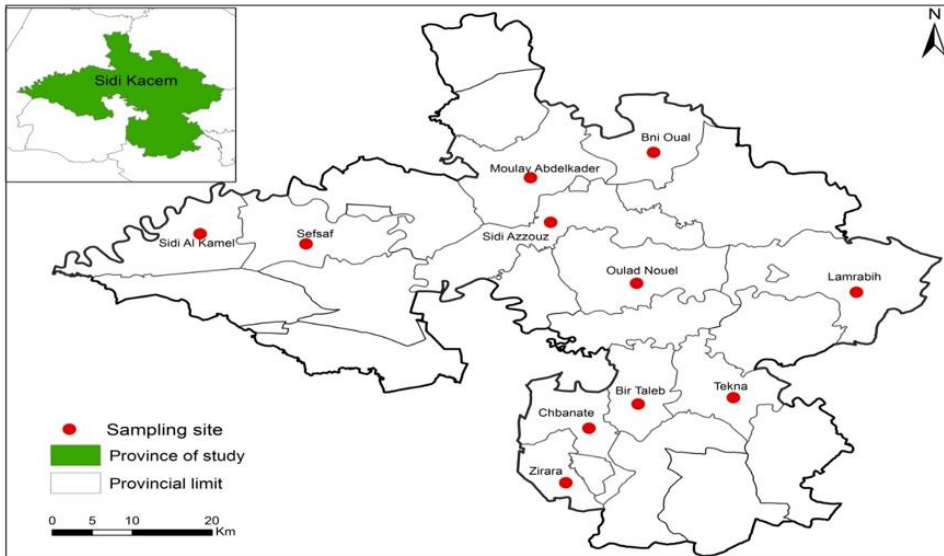 N
Sidi Kacem
Bni Oual
Moulay Abdelkader
Sidi Al Kamel
Sefsaf
Sidi Azzouz
Oulad Nouel
Lamrabih
Bir Taleb
Tekna
Chbanate
Zirara
Sampling site
Province of study
Provincial limit
0 5 10 20
Km